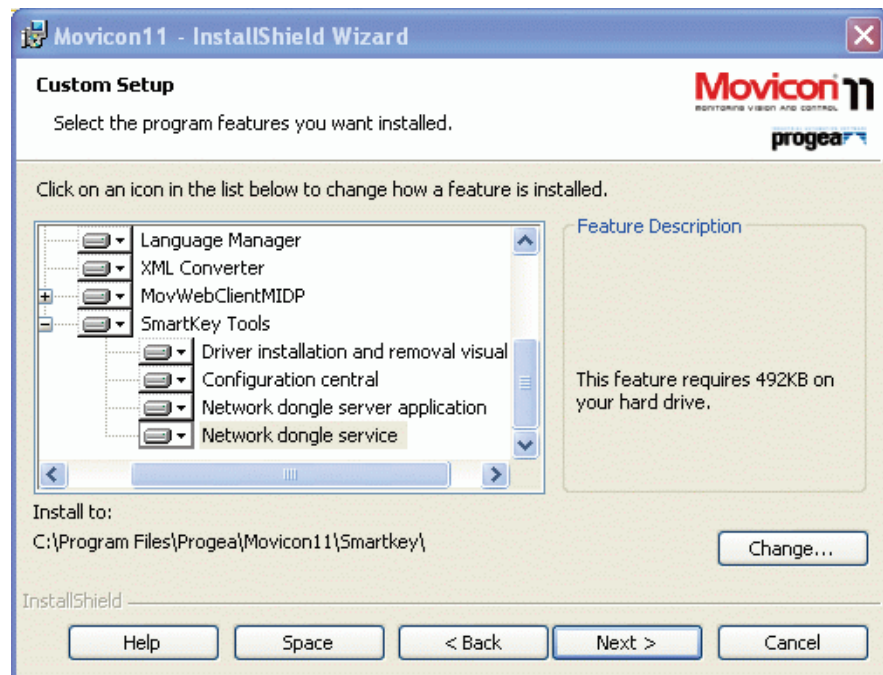 Movicon11 - InstallShield Wizard
Custom Setup
Select the program features you want installed.
Movicon 11
MONITORING VISION AND CONTROL
progea
Click on an icon in the list below to change how a feature is installed.
Language Manager
XML Converter
MovWebClientMIDP
SmartKey Tools
Driver installation and removal visual
Configuration central
Network dongle server application
Network dongle service
Feature Description
This feature requires 492KB on
your hard drive.
Install to:
C:\Program Files\Progea\Movicon11\Smartkey\
Change...
InstallShield
Help
Space
< Back
Next >
Cancel